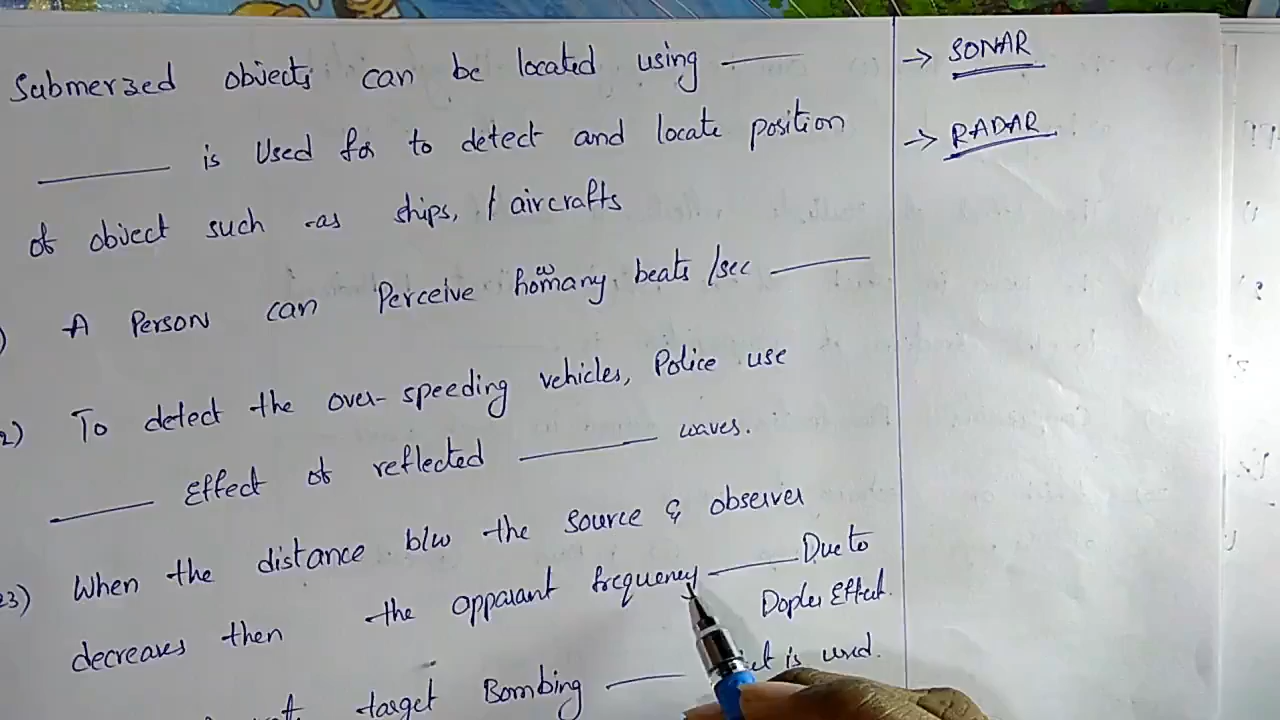 Submerzed objects can be located using ——— → SONAR
——— is Used for to detect and locate position → RADAR
of object such as ships, / aircrafts
) A Person can Perceive howmany beats /sec ———
2) To detect the over-speeding vehicles, Police use
——— Effect of reflected ——— waves.
23) When the distance b/w the source & observer
decreases then the opparant frequency ——— Due to
Dopler Effect.
target Bombing ——— is used.